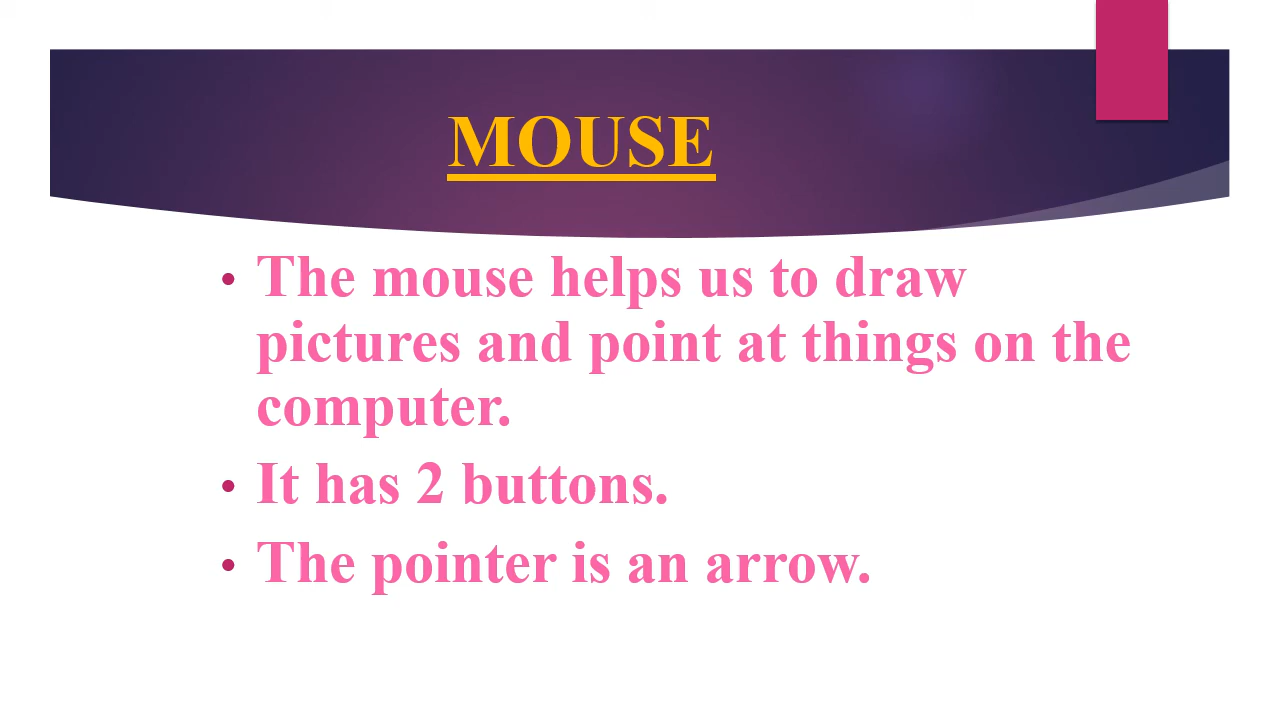 MOUSE
• The mouse helps us to draw
pictures and point at things on the
computer.
• It has 2 buttons.
• The pointer is an arrow.